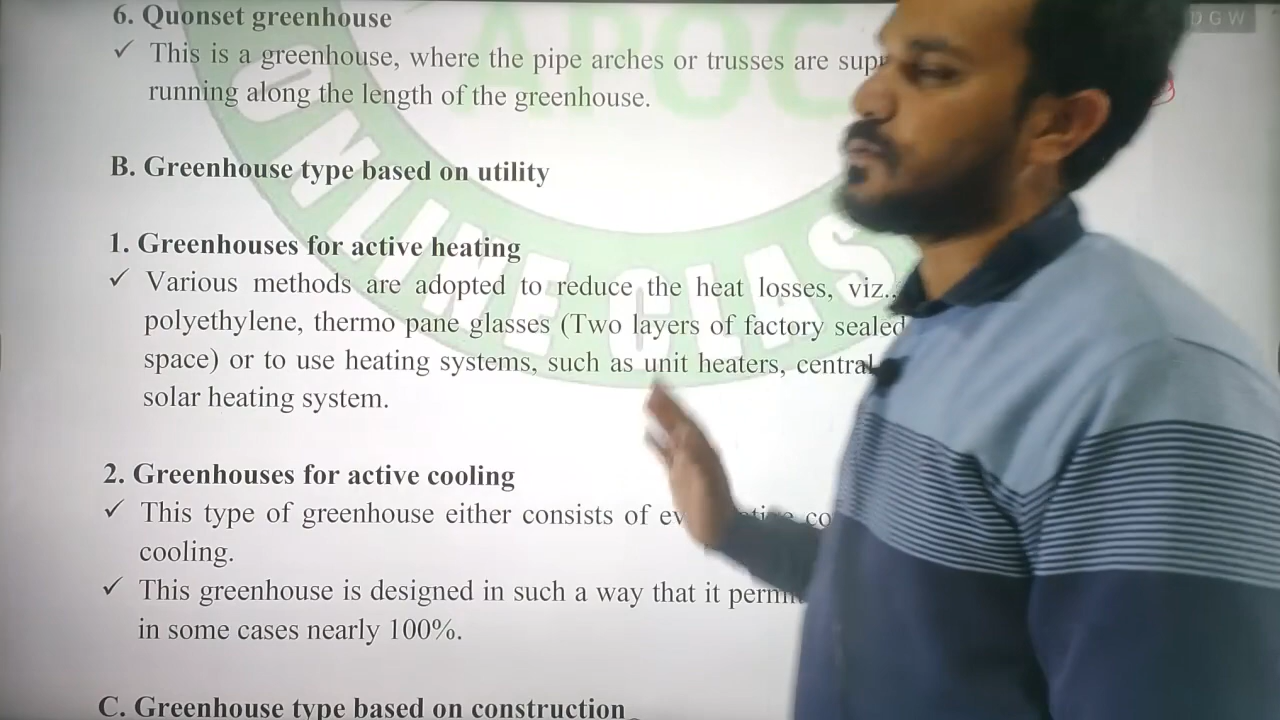 6. Quonset greenhouse
DGW
✓ This is a greenhouse, where the pipe arches or trusses are
running along the length of the greenhouse.
B. Greenhouse type based on utility
1. Greenhouses for active heating
✓ Various methods are adopted to reduce the heat losses, viz.,
polyethylene, thermo pane glasses (Two layers of factory sealed
space) or to use heating systems, such as unit heaters, central
solar heating system.
2. Greenhouses for active cooling
✓ This type of greenhouse either consists of
cooling.
✓ This greenhouse is designed in such a way that it
in some cases nearly 100%.
C. Greenhouse type based on construction
APOC
ONLINE CLAS